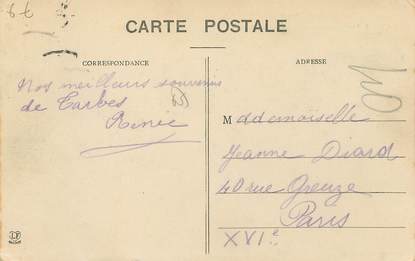 CARTE POSTALE
CORRESPONDANCE
ADRESSE
Nos meilleurs souvenirs
de Tarbes
Renée
Mademoiselle
Jeanne Diard
40 rue Greuze
Paris
XVIe